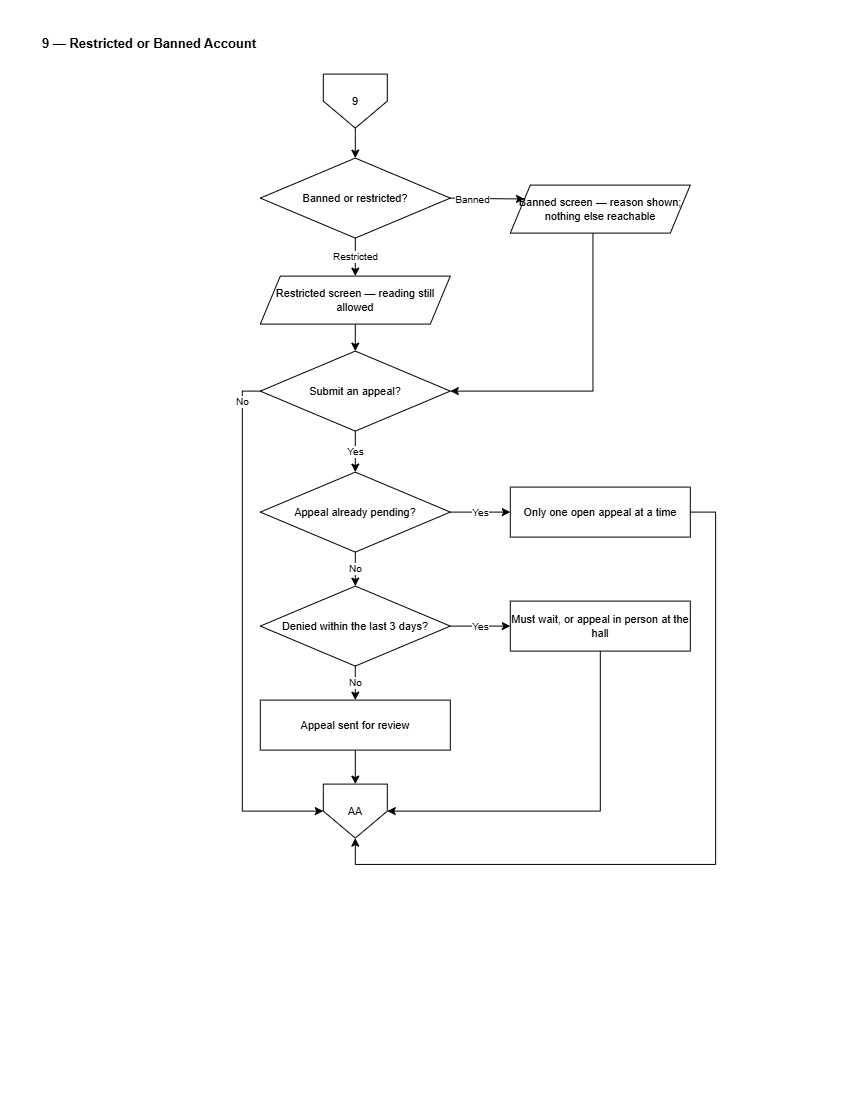 9 — Restricted or Banned Account
9
Banned or restricted?
Banned
Banned screen — reason shown;
nothing else reachable
Restricted
Restricted screen — reading still
allowed
Submit an appeal?
No
Yes
Appeal already pending?
Yes
Only one open appeal at a time
No
Denied within the last 3 days?
Yes
Must wait, or appeal in person at the
hall
No
Appeal sent for review
AA